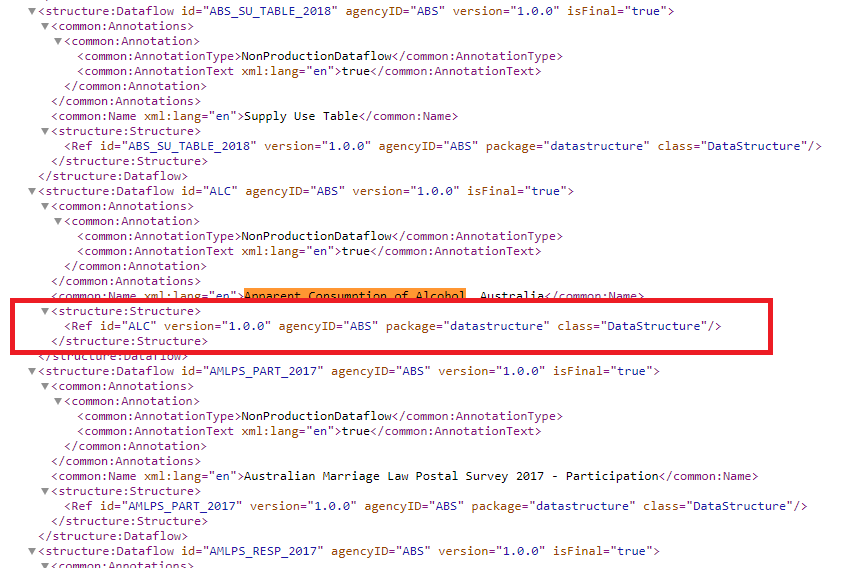 <structure:Dataflow id="ABS_SU_TABLE_2018" agencyID="ABS" version="1.0.0" isFinal="true">
<common:Annotations>
<common:Annotation>
<common:AnnotationType>NonProductionDataflow</common:AnnotationType>
<common:AnnotationText xml:lang="en">true</common:AnnotationText>
</common:Annotation>
</common:Annotations>
<common:Name xml:lang="en">Supply Use Table</common:Name>
<structure:Structure>
<Ref id="ABS_SU_TABLE_2018" version="1.0.0" agencyID="ABS" package="datastructure" class="DataStructure"/>
</structure:Structure>
</structure:Dataflow>
<structure:Dataflow id="ALC" agencyID="ABS" version="1.0.0" isFinal="true">
<common:Annotations>
<common:Annotation>
<common:AnnotationType>NonProductionDataflow</common:AnnotationType>
<common:AnnotationText xml:lang="en">true</common:AnnotationText>
</common:Annotation>
</common:Annotations>
<common:Name xml:lang="en">Apparent Consumption of Alcohol, Australia</common:Name>
<structure:Structure>
<Ref id="ALC" version="1.0.0" agencyID="ABS" package="datastructure" class="DataStructure"/>
</structure:Structure>
</structure:Dataflow>
<structure:Dataflow id="AMLPS_PART_2017" agencyID="ABS" version="1.0.0" isFinal="true">
<common:Annotations>
<common:Annotation>
<common:AnnotationType>NonProductionDataflow</common:AnnotationType>
<common:AnnotationText xml:lang="en">true</common:AnnotationText>
</common:Annotation>
</common:Annotations>
<common:Name xml:lang="en">Australian Marriage Law Postal Survey 2017 - Participation</common:Name>
<structure:Structure>
<Ref id="AMLPS_PART_2017" version="1.0.0" agencyID="ABS" package="datastructure" class="DataStructure"/>
</structure:Structure>
</structure:Dataflow>
<structure:Dataflow id="AMLPS_RESP_2017" agencyID="ABS" version="1.0.0" isFinal="true">
<common:Annotations>